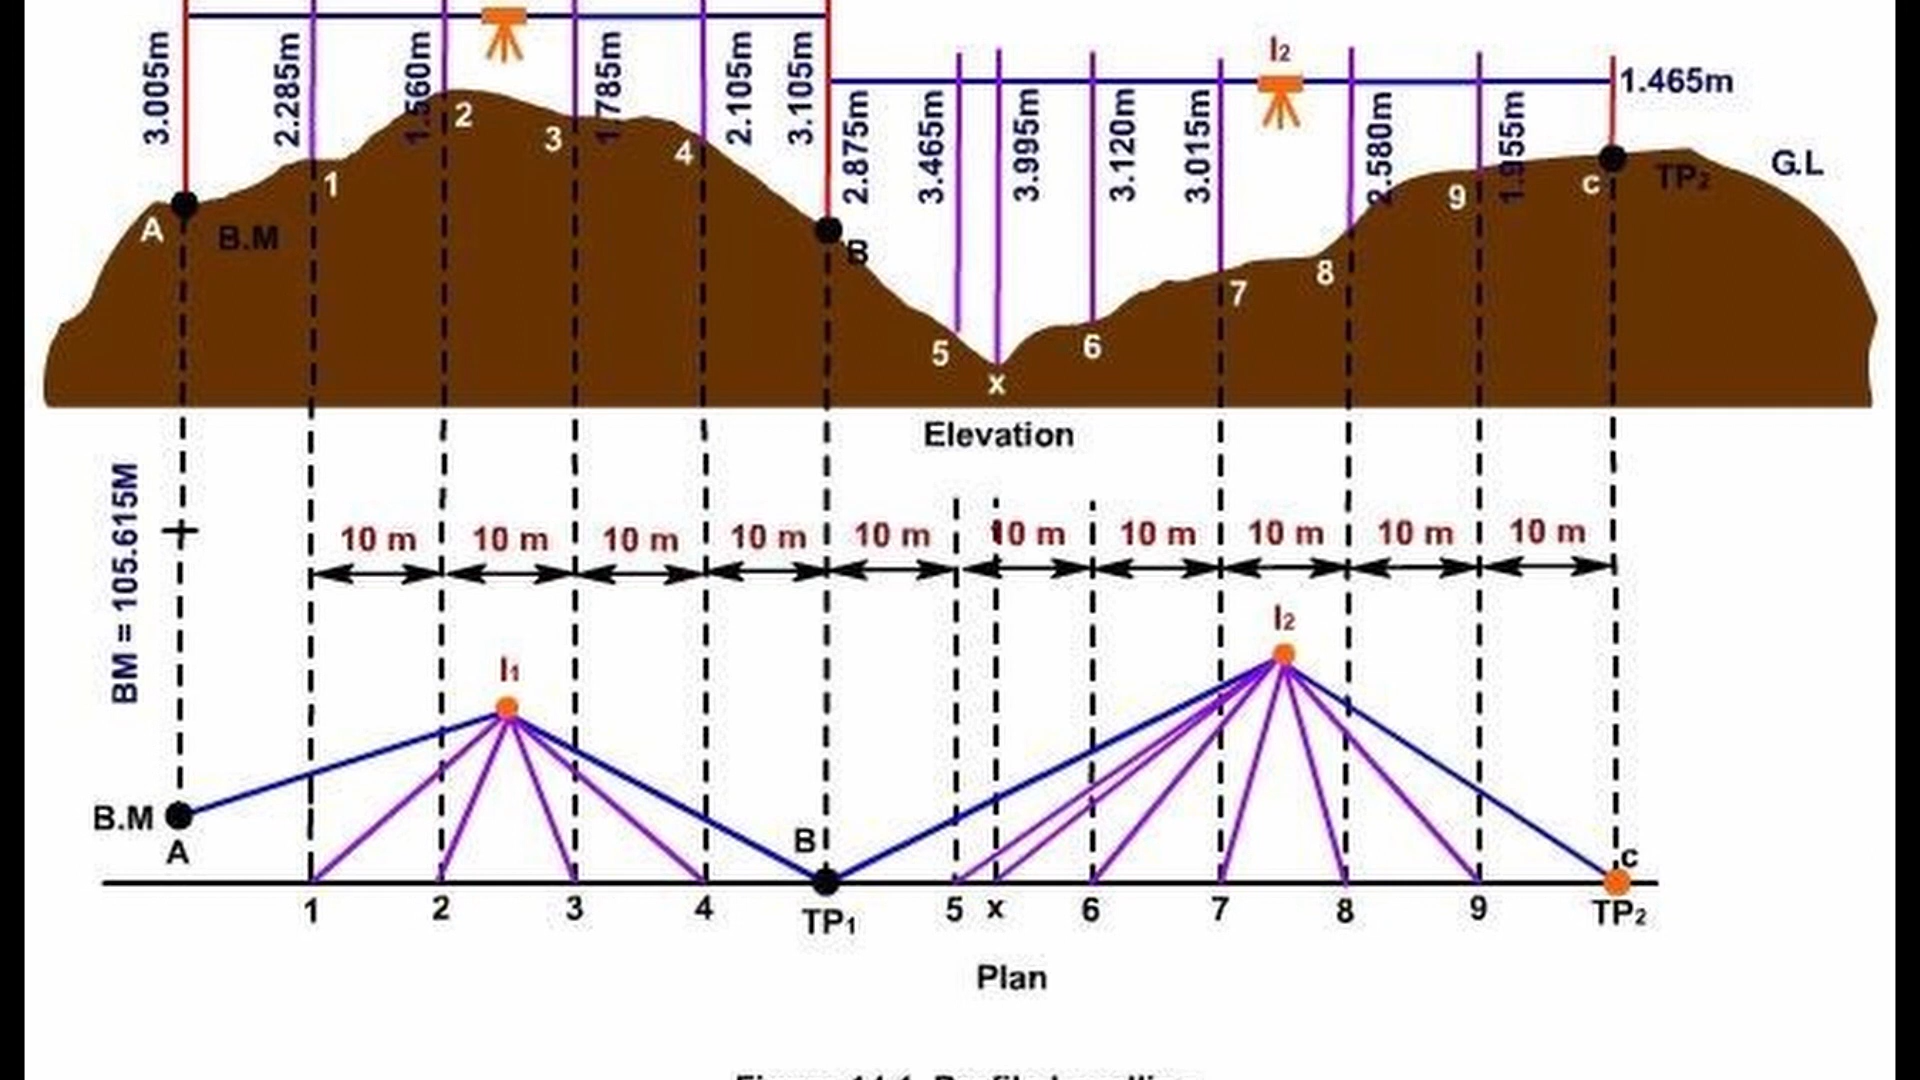 3.005m
2.285m
1.560m
1.785m
2.105m
3.105m
2.875m
3.465m
3.995m
3.120m
3.015m
I2
2.580m
1.955m
1.465m
A
B.M
1
2
3
4
B
5
x
6
7
8
9
c
TP2
G.L
Elevation
BM = 105.615M
10 m 10 m 10 m 10 m 10 m 10 m 10 m 10 m 10 m 10 m
I1
I2
B.M
A
B
c
1 2 3 4 TP1 5 x 6 7 8 9 TP2
Plan